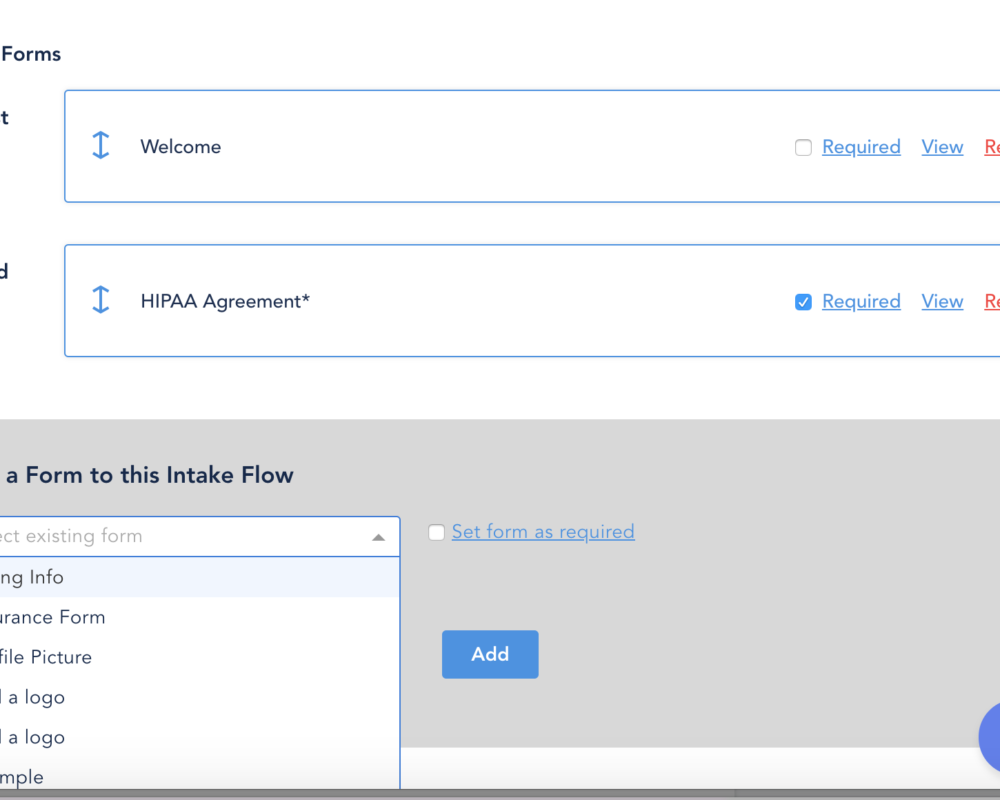 Forms
t
Welcome
Required View Re
d
HIPAA Agreement*
Required View Re
a Form to this Intake Flow
ct existing form
Set form as required
ng Info
urance Form
file Picture
Add
a logo
a logo
mple